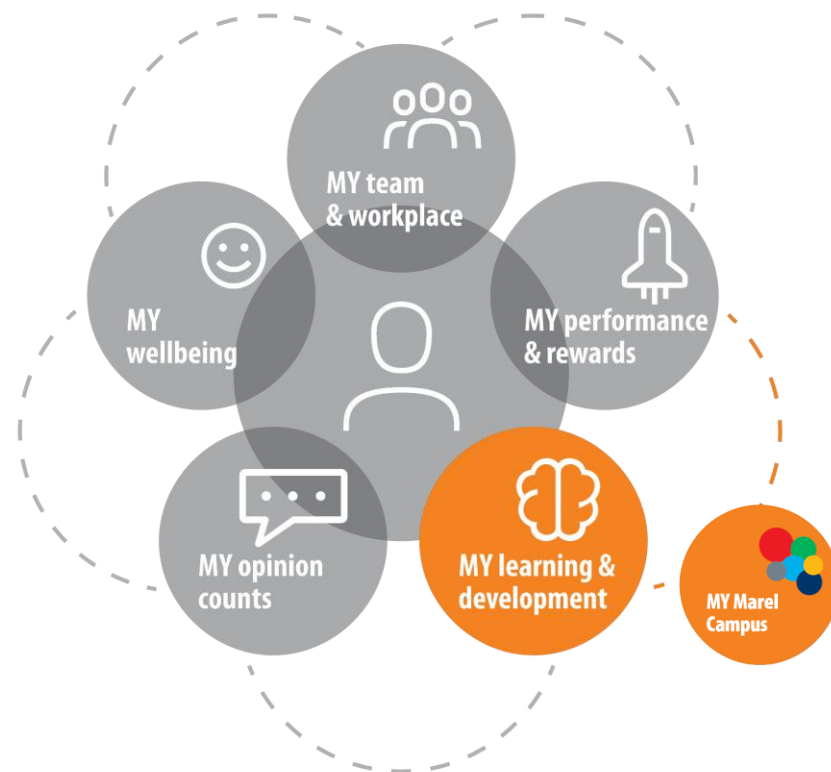 MY team
& workplace
MY
wellbeing
MY performance
& rewards
MY opinion
counts
MY learning &
development
MY Marel
Campus